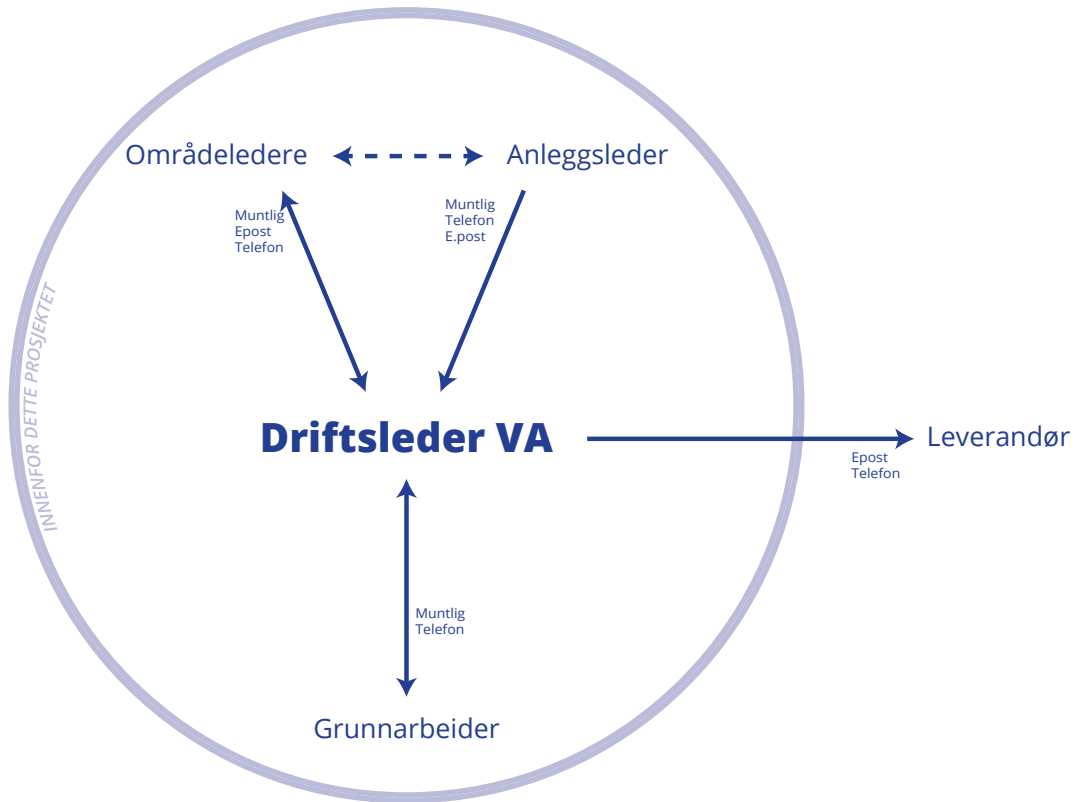 Områdeledere
Anleggsleder
Muntlig
Epost
Telefon
Muntlig
Telefon
E.post
INNENFOR DETTE PROSJEKTET
Driftsleder VA
Leverandør
Epost
Telefon
Muntlig
Telefon
Grunnarbeider